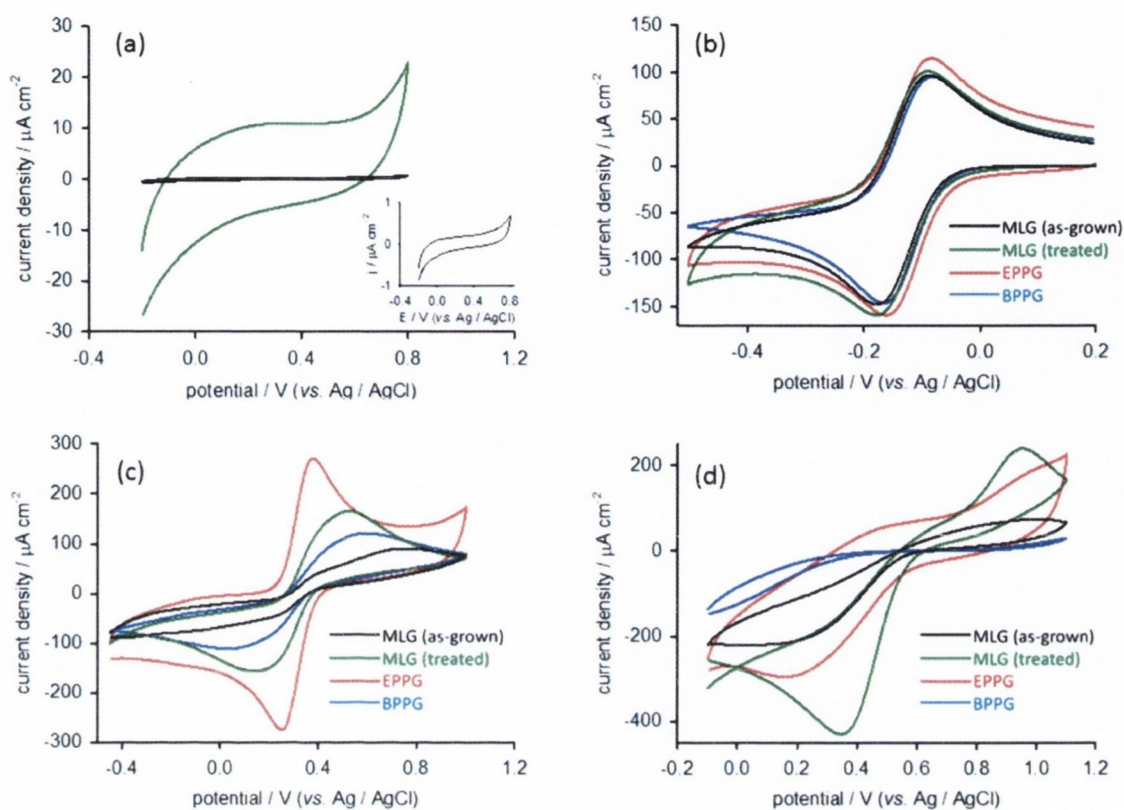 (a)
30
20
10
0
-10
-20
-30
current density / µA cm-2
-0.4
0.0
0.4
0.8
1.2
potential / V (vs. Ag / AgCl)
1
0
-1
I / µA cm-2
-0.4
0.0
0.4
0.8
E / V (vs. Ag / AgCl)
(b)
150
100
50
0
-50
-100
-150
current density / µA cm-2
MLG (as-grown)
MLG (treated)
EPPG
BPPG
-0.4
-0.2
0.0
0.2
potential / V (vs. Ag / AgCl)
(c)
300
200
100
0
-100
-200
-300
current density / µA cm-2
MLG (as-grown)
MLG (treated)
EPPG
BPPG
-0.4
0.0
0.4
0.8
1.2
potential / V (vs. Ag / AgCl)
(d)
200
0
-200
-400
current density / µA cm-2
MLG (as-grown)
MLG (treated)
EPPG
BPPG
0.0
0.2
0.4
0.6
0.8
1.0
1.2
potential / V (vs. Ag / AgCl)